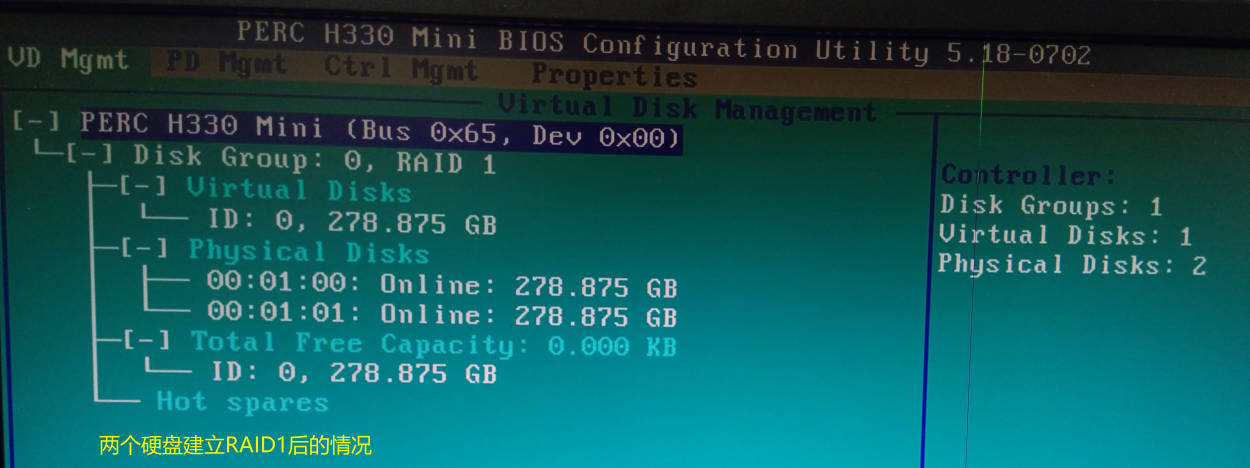 PERC H330 Mini BIOS Configuration Utility 5.18-0702
VD Mgmt PD Mgmt Ctrl Mgmt Properties
Virtual Disk Management
[-] PERC H330 Mini (Bus 0x65, Dev 0x00)
[-] Disk Group: 0, RAID 1
[-] Virtual Disks
ID: 0, 278.875 GB
[-] Physical Disks
00:01:00: Online: 278.875 GB
00:01:01: Online: 278.875 GB
[-] Total Free Capacity: 0.000 KB
ID: 0, 278.875 GB
Hot spares
Controller:
Disk Groups: 1
Virtual Disks: 1
Physical Disks: 2
两个硬盘建立RAID1后的情况